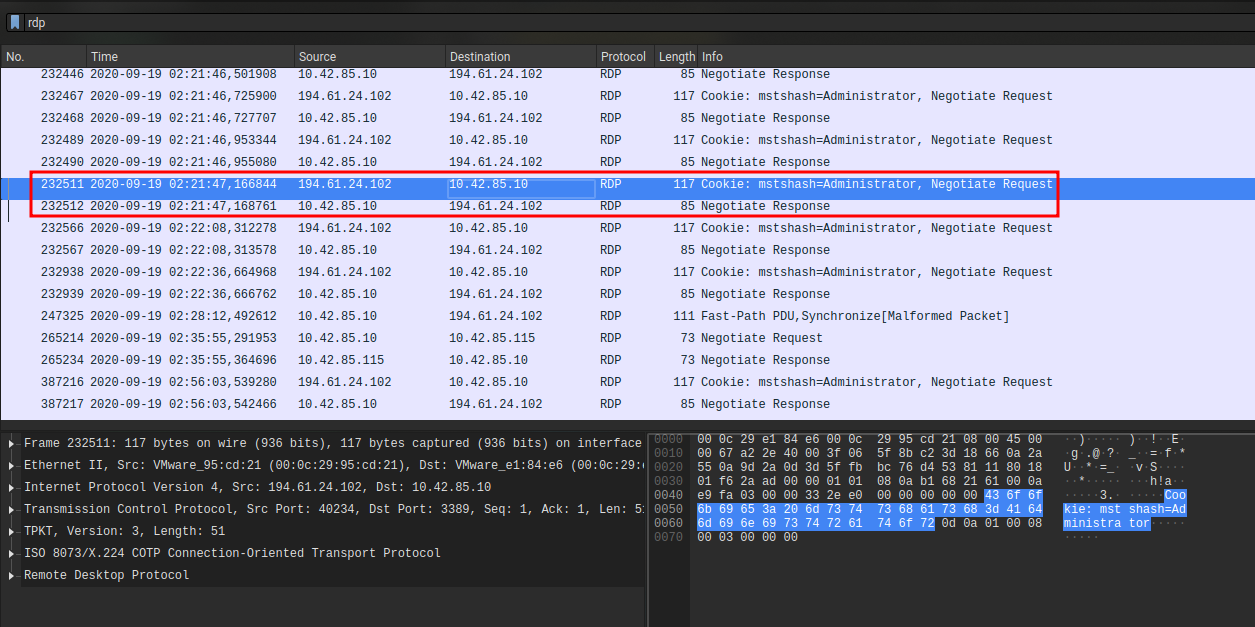 rdp
No. Time Source Destination Protocol Length Info
232446 2020-09-19 02:21:46,501908 10.42.85.10 194.61.24.102 RDP 85 Negotiate Response
232467 2020-09-19 02:21:46,725900 194.61.24.102 10.42.85.10 RDP 117 Cookie: mstshash=Administrator, Negotiate Request
232468 2020-09-19 02:21:46,727707 10.42.85.10 194.61.24.102 RDP 85 Negotiate Response
232489 2020-09-19 02:21:46,953344 194.61.24.102 10.42.85.10 RDP 117 Cookie: mstshash=Administrator, Negotiate Request
232490 2020-09-19 02:21:46,955080 10.42.85.10 194.61.24.102 RDP 85 Negotiate Response
232511 2020-09-19 02:21:47,166844 194.61.24.102 10.42.85.10 RDP 117 Cookie: mstshash=Administrator, Negotiate Request
232512 2020-09-19 02:21:47,168761 10.42.85.10 194.61.24.102 RDP 85 Negotiate Response
232566 2020-09-19 02:22:08,312278 194.61.24.102 10.42.85.10 RDP 117 Cookie: mstshash=Administrator, Negotiate Request
232567 2020-09-19 02:22:08,313578 10.42.85.10 194.61.24.102 RDP 85 Negotiate Response
232938 2020-09-19 02:22:36,664968 194.61.24.102 10.42.85.10 RDP 117 Cookie: mstshash=Administrator, Negotiate Request
232939 2020-09-19 02:22:36,666762 10.42.85.10 194.61.24.102 RDP 85 Negotiate Response
247325 2020-09-19 02:28:12,492612 10.42.85.10 194.61.24.102 RDP 111 Fast-Path PDU,Synchronize[Malformed Packet]
265214 2020-09-19 02:35:55,291953 10.42.85.10 10.42.85.115 RDP 73 Negotiate Request
265234 2020-09-19 02:35:55,364696 10.42.85.115 10.42.85.10 RDP 73 Negotiate Response
387216 2020-09-19 02:56:03,539280 194.61.24.102 10.42.85.10 RDP 117 Cookie: mstshash=Administrator, Negotiate Request
387217 2020-09-19 02:56:03,542466 10.42.85.10 194.61.24.102 RDP 85 Negotiate Response
Frame 232511: 117 bytes on wire (936 bits), 117 bytes captured (936 bits) on interface
Ethernet II, Src: VMware_95:cd:21 (00:0c:29:95:cd:21), Dst: VMware_e1:84:e6 (00:0c:29:
Internet Protocol Version 4, Src: 194.61.24.102, Dst: 10.42.85.10
Transmission Control Protocol, Src Port: 40234, Dst Port: 3389, Seq: 1, Ack: 1, Len: 5
TPKT, Version: 3, Length: 51
ISO 8073/X.224 COTP Connection-Oriented Transport Protocol
Remote Desktop Protocol
0000 00 0c 29 e1 84 e6 00 0c 29 95 cd 21 08 00 45 00 ··)····· )··!··E·
0010 00 67 a2 2e 40 00 3f 06 5f 8b c2 3d 18 66 0a 2a ·g·.@·?· _··=·f·*
0020 55 0a 9d 2a 0d 3d 5f fb bc 76 d4 53 81 11 80 18 U··*·=_· ·v·S····
0030 01 f6 2a ad 00 00 01 01 08 0a b1 68 21 61 00 0a ··*····· ···h!a··
0040 e9 fa 03 00 00 33 2e e0 00 00 00 00 00 43 6f 6f ·····3.· ·····Coo
0050 6b 69 65 3a 20 6d 73 74 73 68 61 73 68 3d 41 64 kie: mst shash=Ad
0060 6d 69 6e 69 73 74 72 61 74 6f 72 0d 0a 01 00 08 ministra tor·····
0070 00 03 00 00 00 ·····